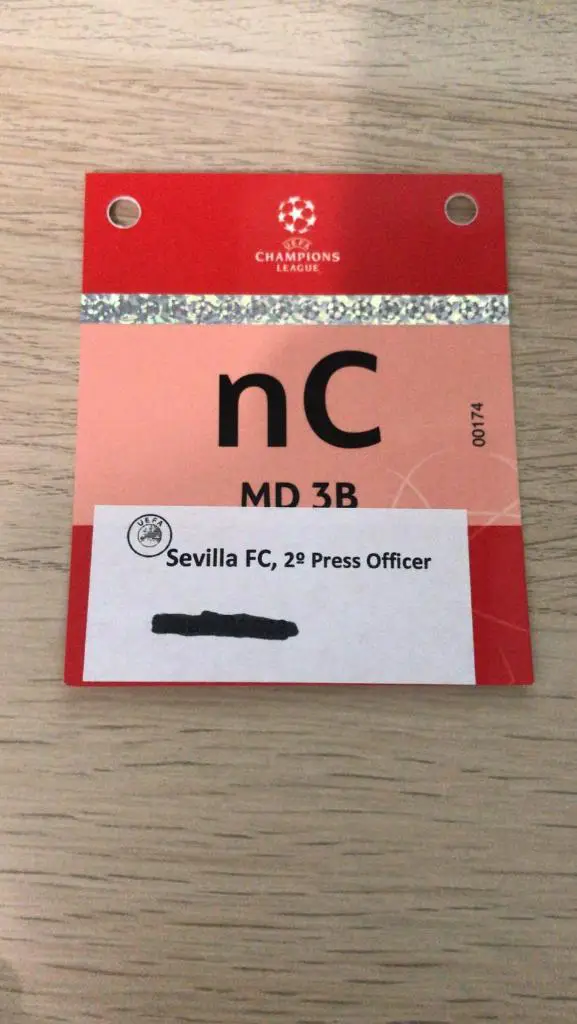 UEFA
CHAMPIONS
LEAGUE
nC
00174
MD 3B
UEFA
Sevilla FC, 2º Press Officer